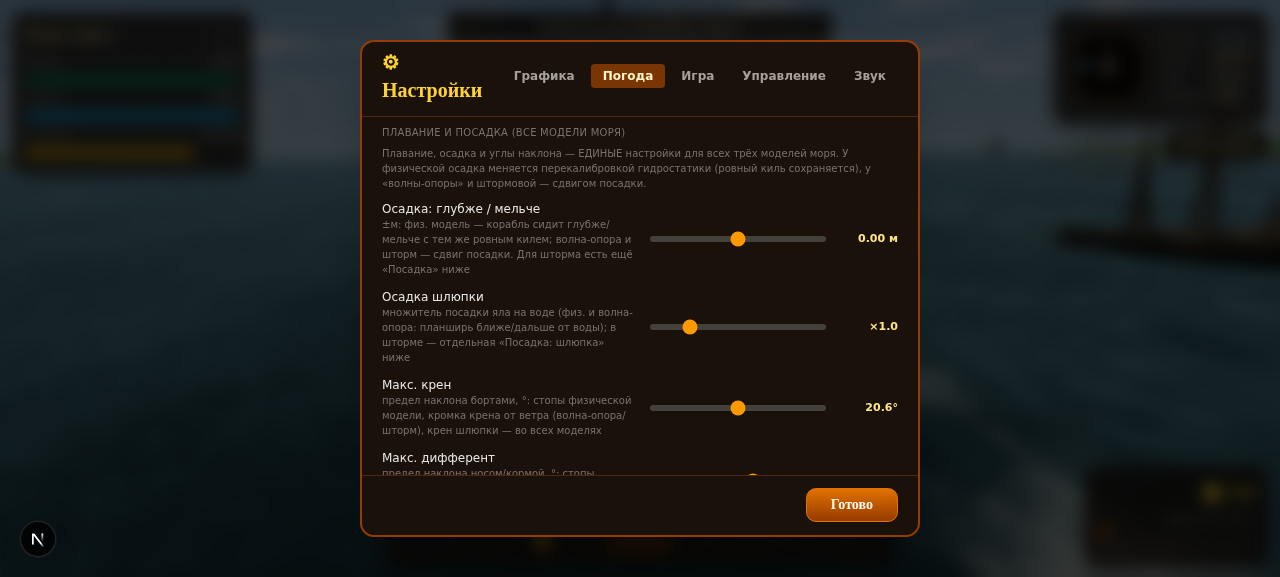 ⚙
Настройки
Графика Погода Игра Управление Звук
ПЛАВАНИЕ И ПОСАДКА (ВСЕ МОДЕЛИ МОРЯ)
Плавание, осадка и углы наклона — ЕДИНЫЕ настройки для всех трёх моделей моря. У
физической осадка меняется перекалибровкой гидростатики (ровный киль сохраняется), у
«волны-опоры» и штормовой — сдвигом посадки.
Осадка: глубже / мельче
±м: физ. модель — корабль сидит глубже/
мельче с тем же ровным килем; волна-опора и
шторм — сдвиг посадки. Для шторма есть ещё
«Посадка» ниже
0.00 м
Осадка шлюпки
множитель посадки яла на воде (физ. и волна-
опора: планширь ближе/дальше от воды); в
шторме — отдельная «Посадка: шлюпка»
ниже
×1.0
Макс. крен
предел наклона бортами, °: стопы физической
модели, кромка крена от ветра (волна-опора/
шторм), крен шлюпки — во всех моделях
20.6°
Макс. дифферент
предел наклона носом/кормой, °: стопы
Готово
N